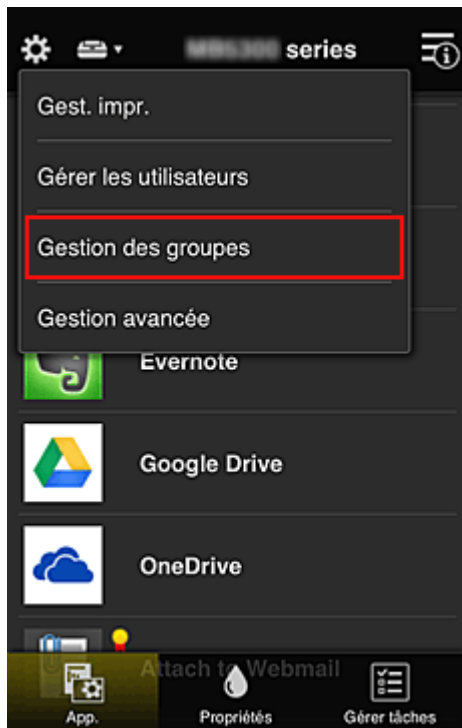 series
Gest. impr.
Gérer les utilisateurs
Gestion des groupes
Gestion avancée
Evernote
Google Drive
OneDrive
Attach to Webmail
App.
Propriétés
Gérer tâches